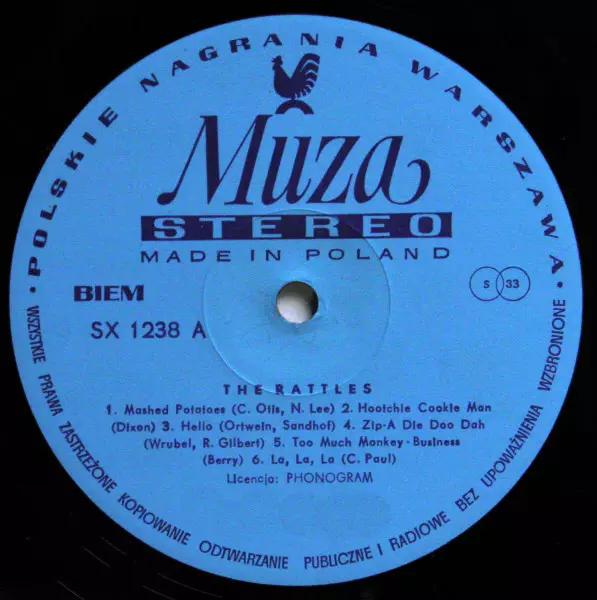 · POLSKIE NAGRANIA WARSZAWA ·
Muza
STEREO
MADE IN POLAND
BIEM
S 33
SX 1238 A
THE RATTLES
1. Mashed Potatoes (C. Otis, N. Lee) 2. Hootchie Cookie Man
(Dixon) 3. Hello (Ortwein, Sandhof) 4. Zip-A Die Doo Dah
(Wrubel, R. Gilbert) 5. Too Much Monkey-Business
(Berry) 6. La, La, La (C. Paul)
Licencja: PHONOGRAM
WSZYSTKIE PRAWA ZASTRZEŻONE KOPIOWANIE ODTWARZANIE PUBLICZNE I RADIOWE BEZ UPOWAŻNIENIA WZBRONIONE